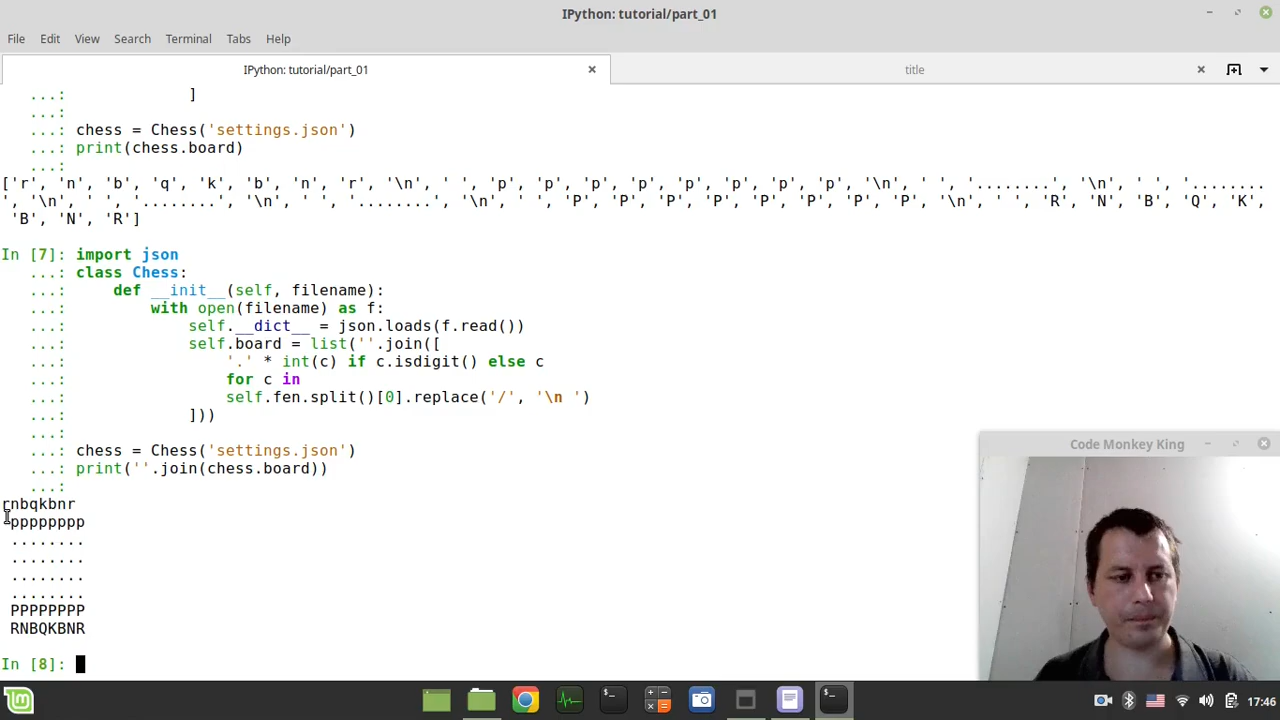 IPython: tutorial/part_01
File Edit View Search Terminal Tabs Help
IPython: tutorial/part_01
title
...: ]
...:
...: chess = Chess('settings.json')
...: print(chess.board)
...:
['r', 'n', 'b', 'q', 'k', 'b', 'n', 'r', '\n', ' ', 'p', 'p', 'p', 'p', 'p', 'p', 'p', 'p', '\n', ' ', '........', '\n', ' ', '........
', '\n', ' ', '........', '\n', ' ', '........', '\n', ' ', 'P', 'P', 'P', 'P', 'P', 'P', 'P', 'P', '\n', ' ', 'R', 'N', 'B', 'Q', 'K',
'B', 'N', 'R']
In [7]: import json
...: class Chess:
...: def __init__(self, filename):
...: with open(filename) as f:
...: self.__dict__ = json.loads(f.read())
...: self.board = list(''.join([
...: '.' * int(c) if c.isdigit() else c
...: for c in
...: self.fen.split()[0].replace('/', '\n ')
...: ]))
...:
...: chess = Chess('settings.json')
...: print(''.join(chess.board))
...:
rnbqkbnr
pppppppp
........
........
........
........
PPPPPPPP
RNBQKBNR
In [8]:
Code Monkey King
17:46